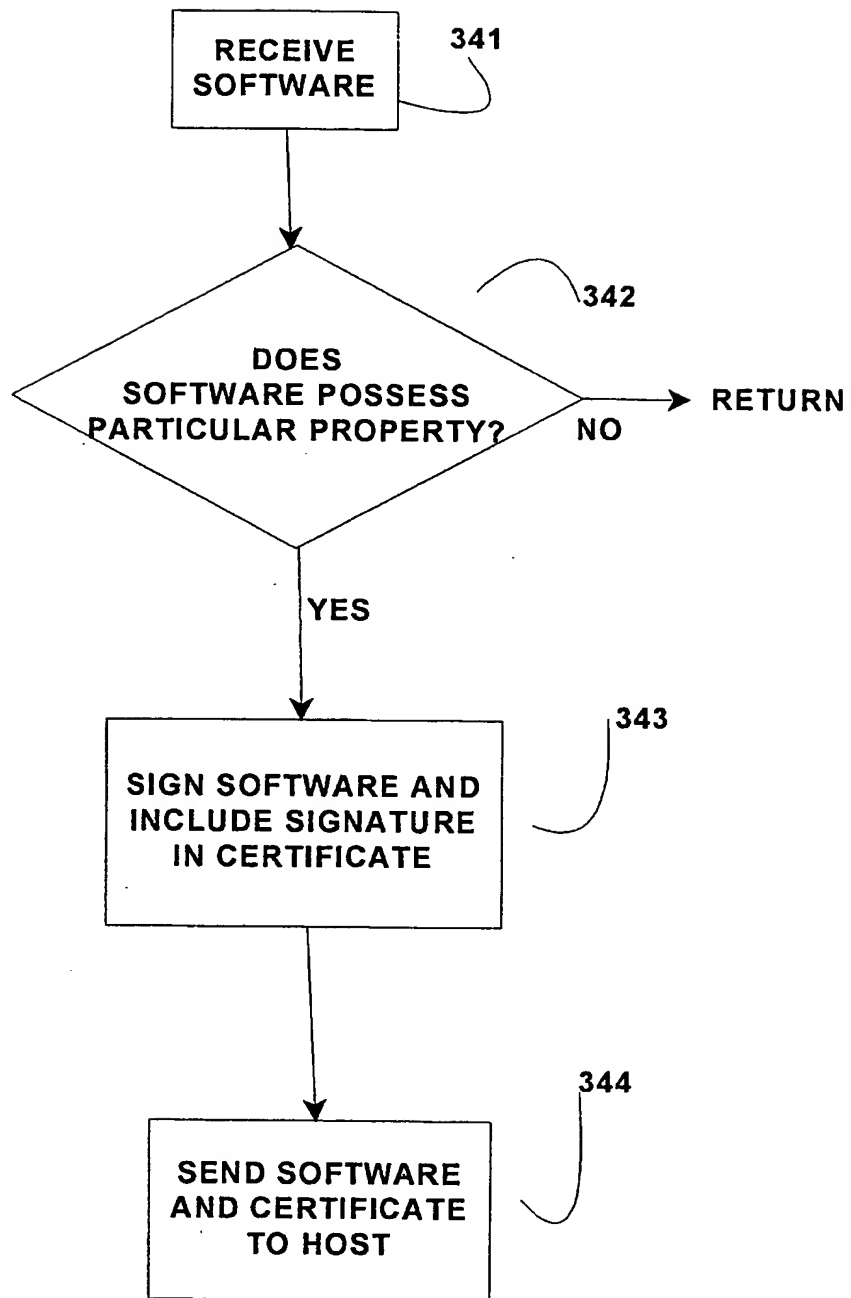 RECEIVE
SOFTWARE
341
342
DOES
SOFTWARE POSSESS
PARTICULAR PROPERTY?
NO
RETURN
YES
343
SIGN SOFTWARE AND
INCLUDE SIGNATURE
IN CERTIFICATE
344
SEND SOFTWARE
AND CERTIFICATE
TO HOST